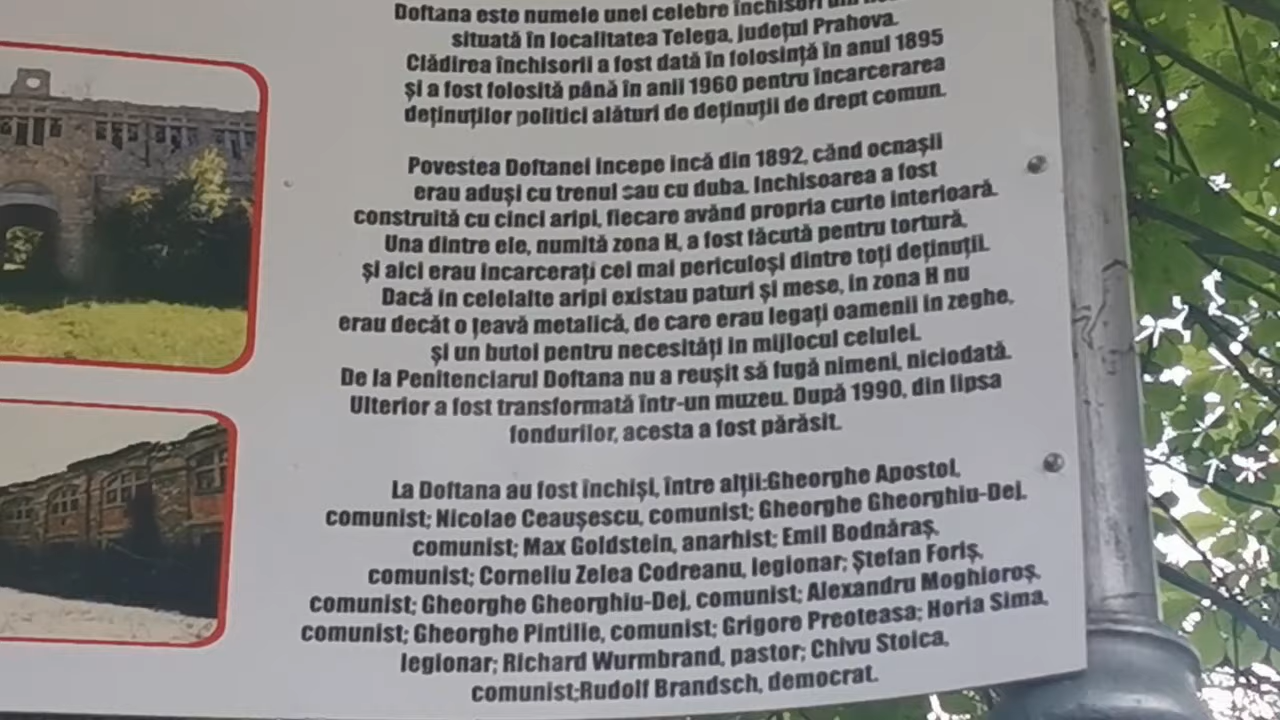 Doftana este numele unei celebre închisori
situată în localitatea Telega, județul Prahova.
Clădirea închisorii a fost dată în folosință în anul 1895
și a fost folosită până în anii 1960 pentru încarcerarea
deținuților politici alături de deținuții de drept comun.
Povestea Doftanei incepe incă din 1892, când ocnașii
erau aduși cu trenul sau cu duba. Inchisoarea a fost
construită cu cinci aripi, fiecare având propria curte interioară.
Una dintre ele, numită zona H, a fost făcută pentru tortură,
și aici erau incarcerați cei mai periculoși dintre toți deținuții.
Dacă in celelalte aripi existau paturi și mese, in zona H nu
erau decât o țeavă metalică, de care erau legați oamenii in zeghe,
și un butoi pentru necesități in mijlocul celulei.
De la Penitenciarul Doftana nu a reușit să fugă nimeni, niciodată.
Ulterior a fost transformată într-un muzeu. După 1990, din lipsa
fondurilor, acesta a fost părăsit.
La Doftana au fost închiși, între alții:Gheorghe Apostol,
comunist; Nicolae Ceaușescu, comunist; Gheorghe Gheorghiu-Dej.
comunist; Max Goldstein, anarhist; Emil Bodnăraș,
comunist; Corneliu Zelea Codreanu, legionar; Ștefan Foriș,
comunist; Gheorghe Gheorghiu-Dej, comunist; Alexandru Moghioroș,
comunist; Gheorghe Pintilie, comunist; Grigore Preoteasa; Horia Sima,
legionar; Richard Wurmbrand, pastor; Chivu Stoica,
comunist;Rudolf Brandsch, democrat.